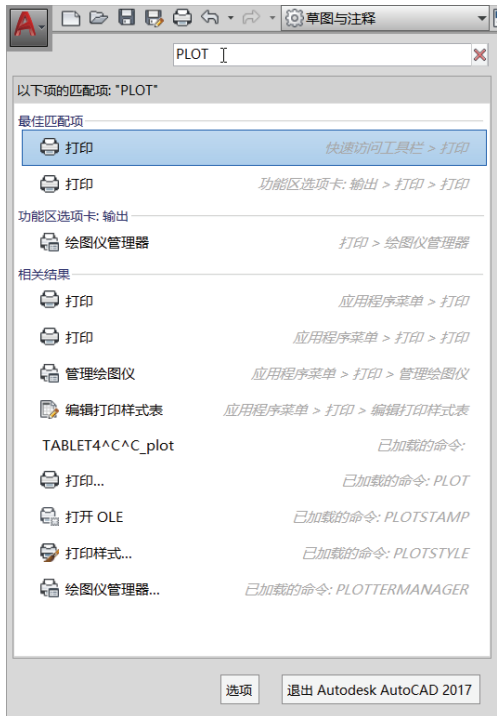 草图与注释
PLOT
以下项的匹配项: "PLOT"
最佳匹配项
打印 快速访问工具栏 > 打印
打印 功能区选项卡: 输出 > 打印 > 打印
功能区选项卡: 输出
绘图仪管理器 打印 > 绘图仪管理器
相关结果
打印 应用程序菜单 > 打印
打印 应用程序菜单 > 打印 > 打印
管理绘图仪 应用程序菜单 > 打印 > 管理绘图仪
编辑打印样式表 应用程序菜单 > 打印 > 编辑打印样式表
TABLET4^C^C_plot 已加载的命令:
打印... 已加载的命令: PLOT
打开 OLE 已加载的命令: PLOTSTAMP
打印样式... 已加载的命令: PLOTSTYLE
绘图仪管理器... 已加载的命令: PLOTTERMANAGER
选项 退出 Autodesk AutoCAD 2017